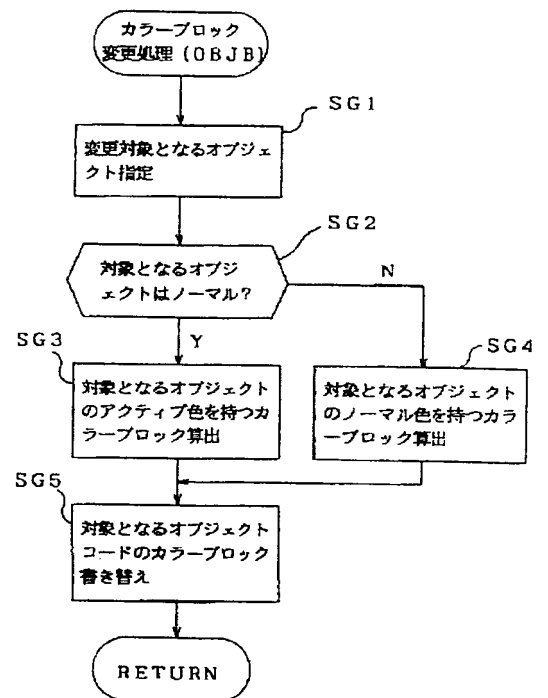 カラーブロック
変更処理(OBJB)
SG1
変更対象となるオブジェ
クト指定
SG2
対象となるオブジ
ェクトはノーマル?
N
Y
SG3
対象となるオブジェクト
のアクティブ色を持つカ
ラーブロック算出
SG4
対象となるオブジェクト
のノーマル色を持つカラ
ーブロック算出
SG5
対象となるオブジェクト
コードのカラーブロック
書き替え
RETURN